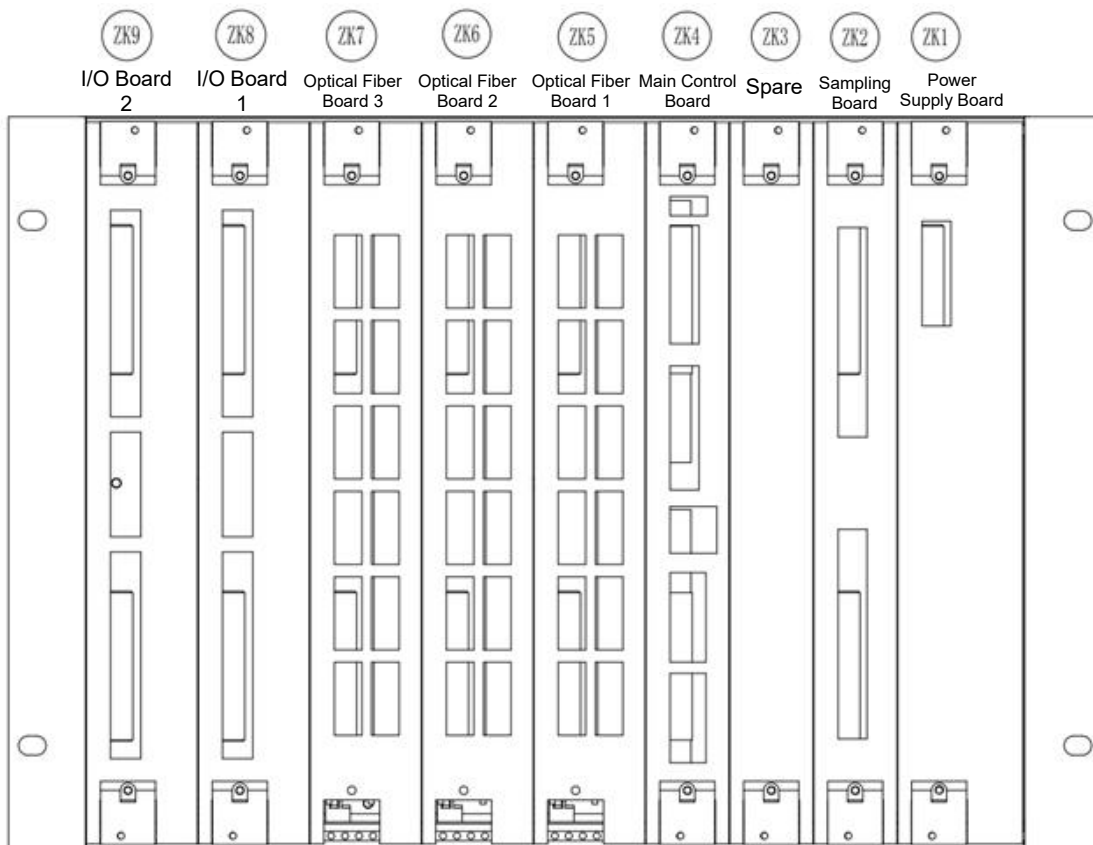 ZK9 ZK8 ZK7 ZK6 ZK5 ZK4 ZK3 ZK2 ZK1
I/O Board
2
I/O Board
1
Optical Fiber
Board 3
Optical Fiber
Board 2
Optical Fiber
Board 1
Main Control
Board
Spare
Sampling
Board
Power
Supply Board